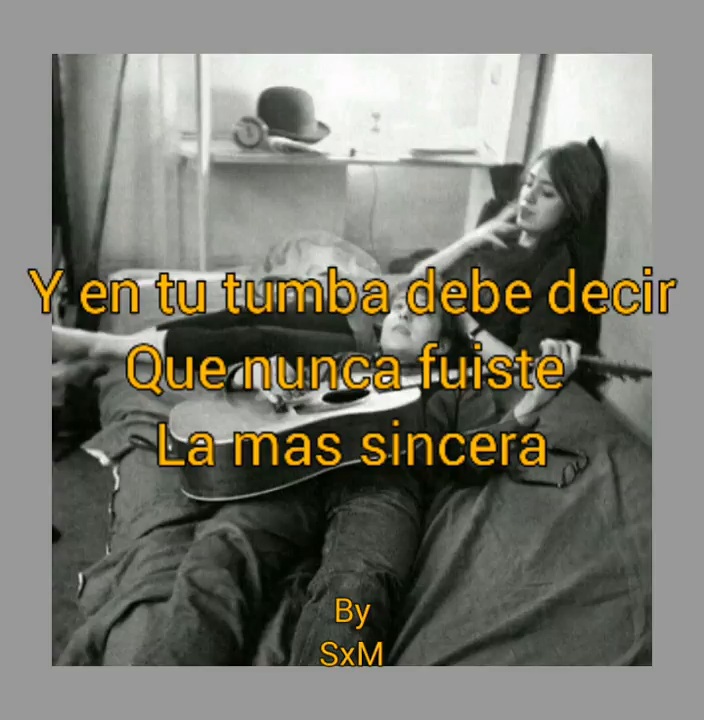 Y en tu tumba debe decir
Que nunca fuiste
La mas sincera
By
SxM